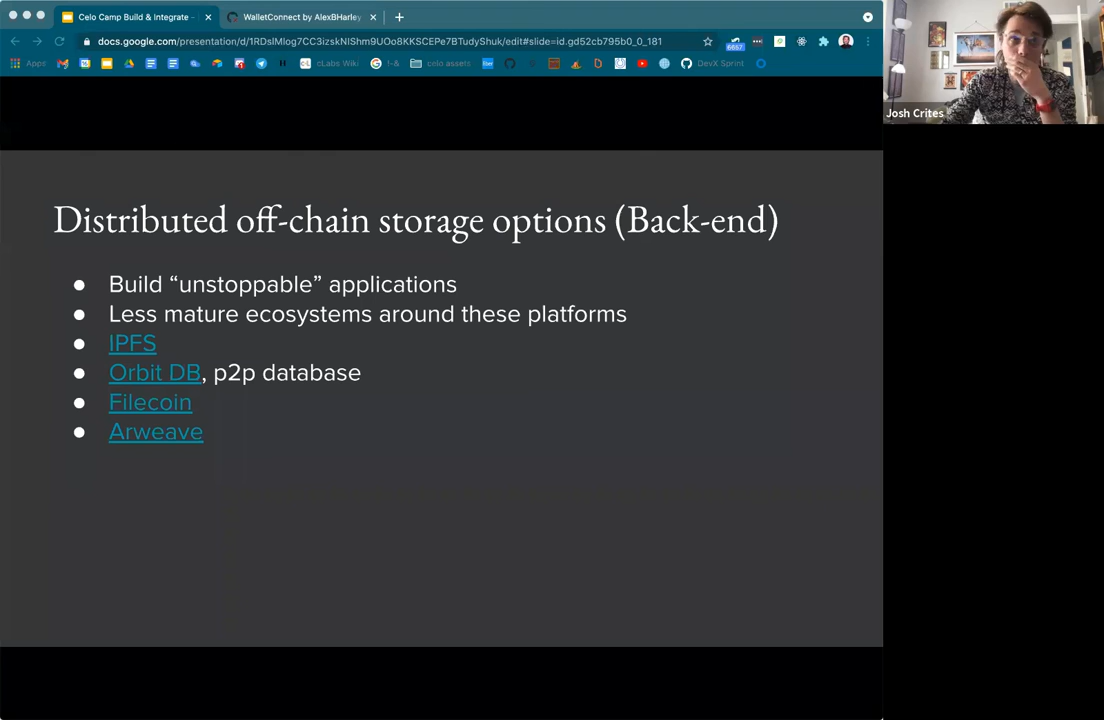 Celo Camp Build & Integrate -
WalletConnect by AlexBHarley
docs.google.com/presentation/d/1RDslMlog7CC3izskNIShm9UOo8KKSCEPe7BTudyShuk/edit#slide=id.gd52cb795b0_0_181
6667
Apps
cLabs Wiki
!-&
celo assets
DevX Sprint
Josh Crites
Distributed off-chain storage options (Back-end)
● Build “unstoppable” applications
● Less mature ecosystems around these platforms
● IPFS
● Orbit DB, p2p database
● Filecoin
● Arweave